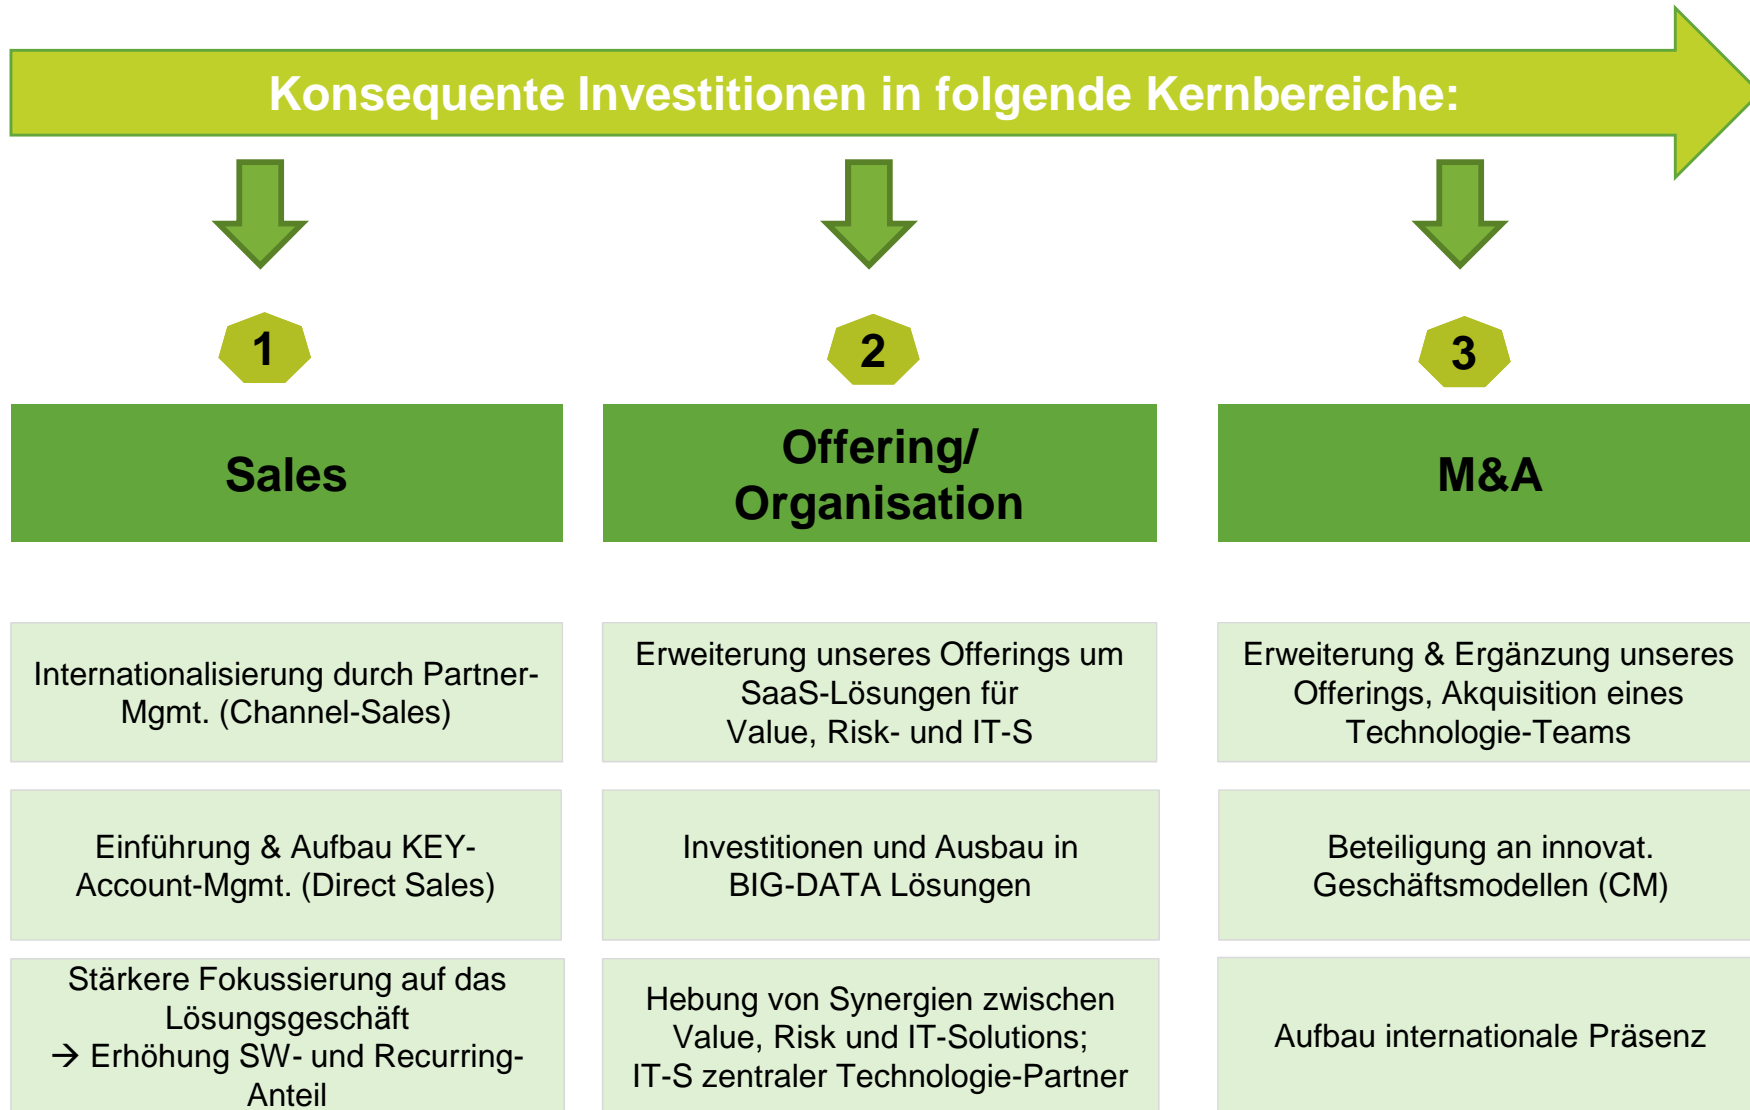 Konsequente Investitionen in folgende Kernbereiche:
1
2
3
Sales
Offering/
Organisation
M&A
Internationalisierung durch Partner-
Mgmt. (Channel-Sales)
Erweiterung unseres Offerings um
SaaS-Lösungen für
Value, Risk- und IT-S
Erweiterung & Ergänzung unseres
Offerings, Akquisition eines
Technologie-Teams
Einführung & Aufbau KEY-
Account-Mgmt. (Direct Sales)
Investitionen und Ausbau in
BIG-DATA Lösungen
Beteiligung an innovat.
Geschäftsmodellen (CM)
Stärkere Fokussierung auf das
Lösungsgeschäft
→ Erhöhung SW- und Recurring-
Anteil
Hebung von Synergien zwischen
Value, Risk und IT-Solutions;
IT-S zentraler Technologie-Partner
Aufbau internationale Präsenz